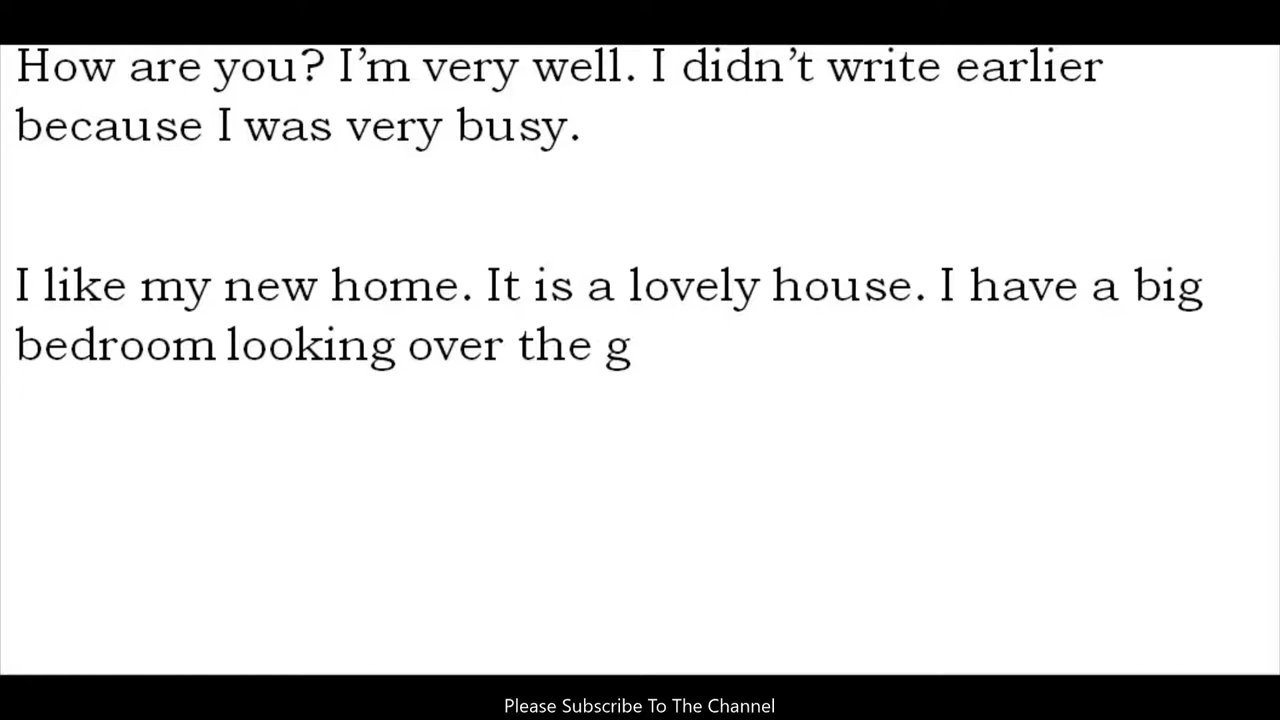 How are you? I’m very well. I didn’t write earlier
because I was very busy.
I like my new home. It is a lovely house. I have a big
bedroom looking over the g
Please Subscribe To The Channel